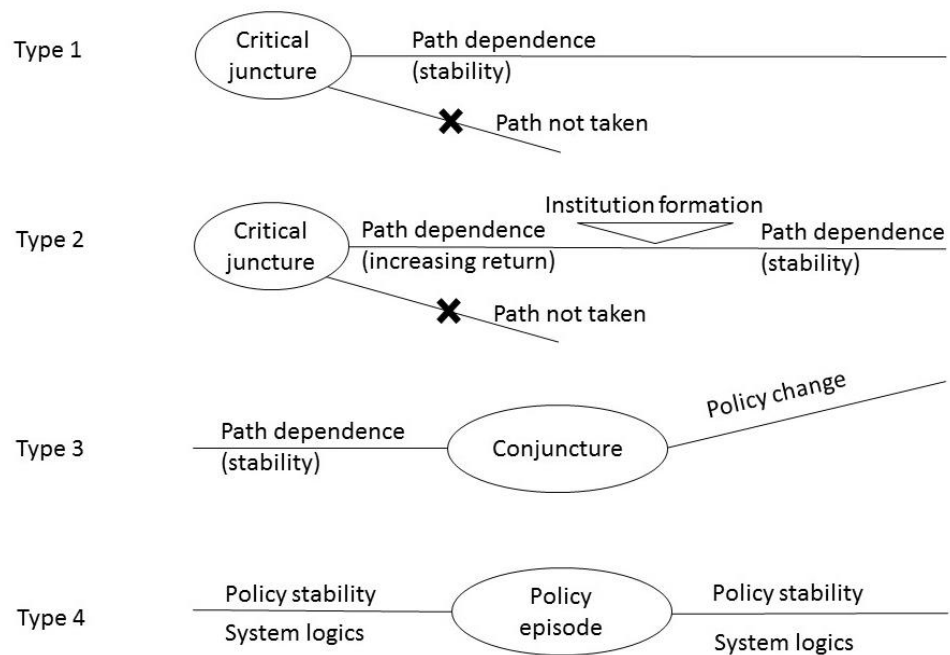 Type 1
Critical
juncture
Path dependence
(stability)
Path not taken
Type 2
Critical
juncture
Path dependence
(increasing return)
Institution formation
Path dependence
(stability)
Path not taken
Type 3
Path dependence
(stability)
Conjuncture
Policy change
Type 4
Policy stability
System logics
Policy
episode
Policy stability
System logics